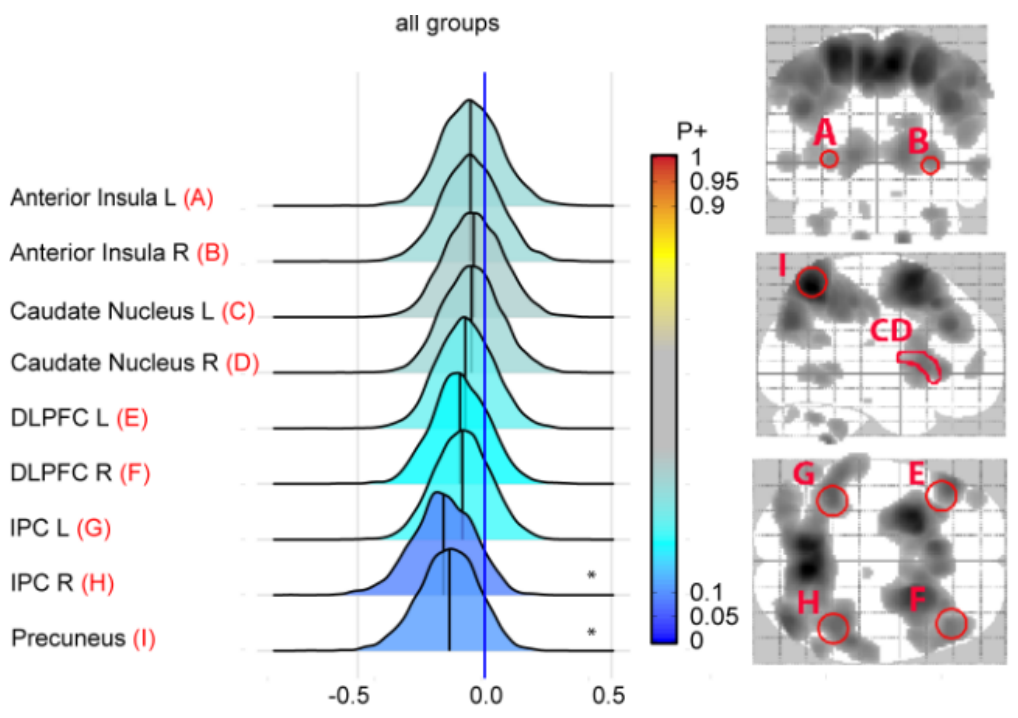 all groups
Anterior Insula L (A)
Anterior Insula R (B)
Caudate Nucleus L (C)
Caudate Nucleus R (D)
DLPFC L (E)
DLPFC R (F)
IPC L (G)
IPC R (H)
Precuneus (I)
*
*
-0.5
0.0
0.5
P+
1
0.95
0.9
0.1
0.05
0
A
B
I
CD
G
E
H
F